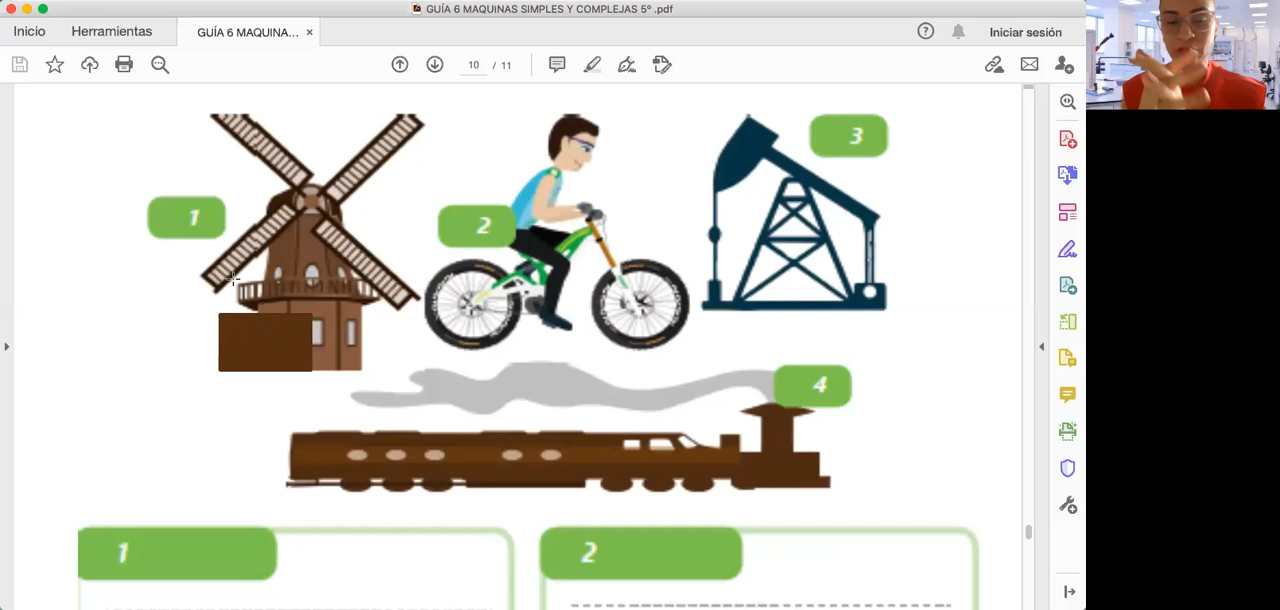 GUÍA 6 MAQUINAS SIMPLES Y COMPLEJAS 5º .pdf
Inicio Herramientas GUÍA 6 MAQUINA... × Iniciar sesión
10 / 11
3
1
2
4
1 2